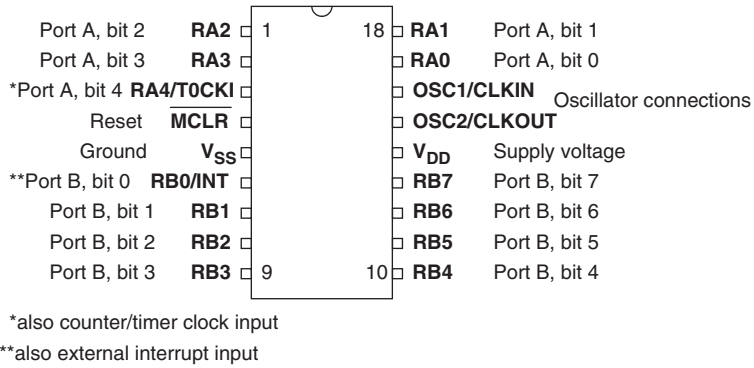 Port A, bit 2 RA2 1 18 RA1 Port A, bit 1
Port A, bit 3 RA3 RA0 Port A, bit 0
*Port A, bit 4 RA4/T0CKI OSC1/CLKIN Oscillator connections
Reset MCLR OSC2/CLKOUT
Ground VSS VDD Supply voltage
**Port B, bit 0 RB0/INT RB7 Port B, bit 7
Port B, bit 1 RB1 RB6 Port B, bit 6
Port B, bit 2 RB2 RB5 Port B, bit 5
Port B, bit 3 RB3 9 10 RB4 Port B, bit 4
*also counter/timer clock input
**also external interrupt input